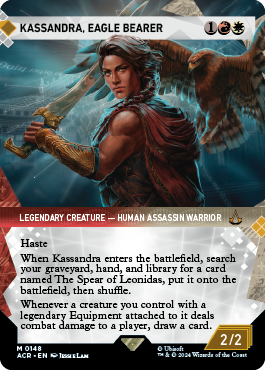 KASSANDRA, EAGLE BEARER 1
LEGENDARY CREATURE — HUMAN ASSASSIN WARRIOR
Haste
When Kassandra enters the battlefield, search
your graveyard, hand, and library for a card
named The Spear of Leonidas, put it onto the
battlefield, then shuffle.
Whenever a creature you control with a
legendary Equipment attached to it deals
combat damage to a player, draw a card.
2/2
M 0148
ACR • EN JESSIE LAM
© Ubisoft
™ & © 2024 Wizards of the Coast